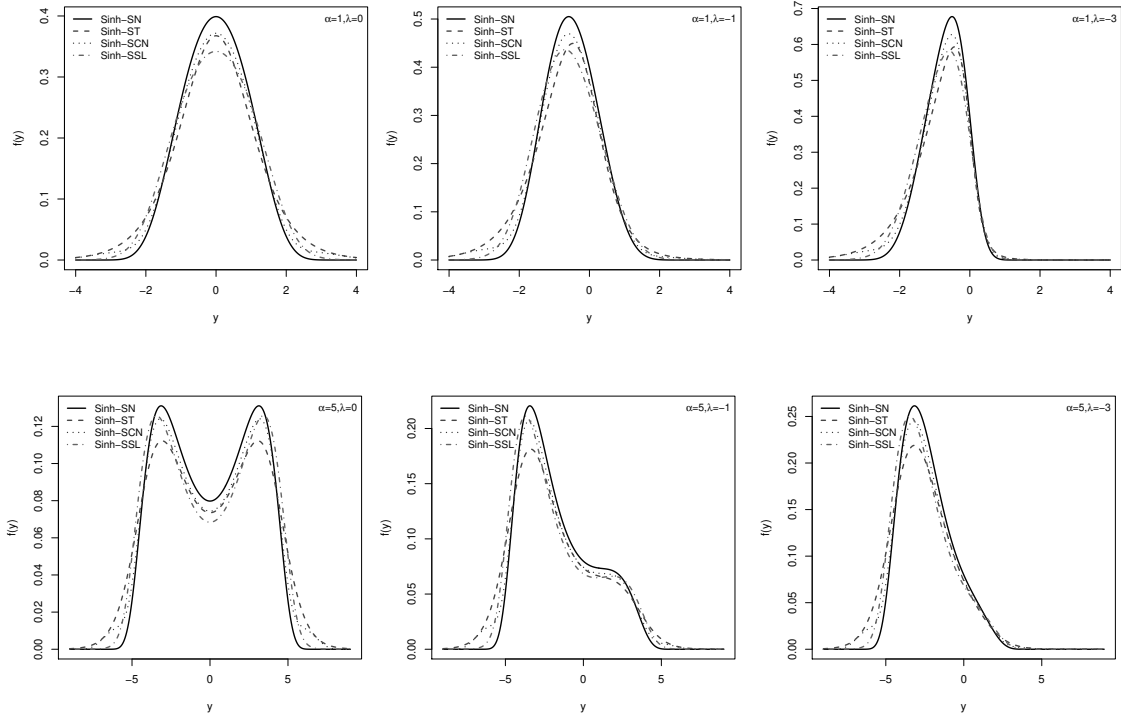 Sinh−SN
Sinh−ST
Sinh−SCN
Sinh−SSL
α=1,λ=0
f(y)
0.0
0.1
0.2
0.3
0.4
−4 −2 0 2 4
y
Sinh−SN
Sinh−ST
Sinh−SCN
Sinh−SSL
α=1,λ=−1
f(y)
0.0
0.1
0.2
0.3
0.4
0.5
−4 −2 0 2 4
y
Sinh−SN
Sinh−ST
Sinh−SCN
Sinh−SSL
α=1,λ=−3
f(y)
0.0
0.1
0.2
0.3
0.4
0.5
0.6
0.7
−4 −2 0 2 4
y
Sinh−SN
Sinh−ST
Sinh−SCN
Sinh−SSL
α=5,λ=0
f(y)
0.00
0.02
0.04
0.06
0.08
0.10
0.12
−5 0 5
y
Sinh−SN
Sinh−ST
Sinh−SCN
Sinh−SSL
α=5,λ=−1
f(y)
0.00
0.05
0.10
0.15
0.20
−5 0 5
y
Sinh−SN
Sinh−ST
Sinh−SCN
Sinh−SSL
α=5,λ=−3
f(y)
0.00
0.05
0.10
0.15
0.20
0.25
−5 0 5
y